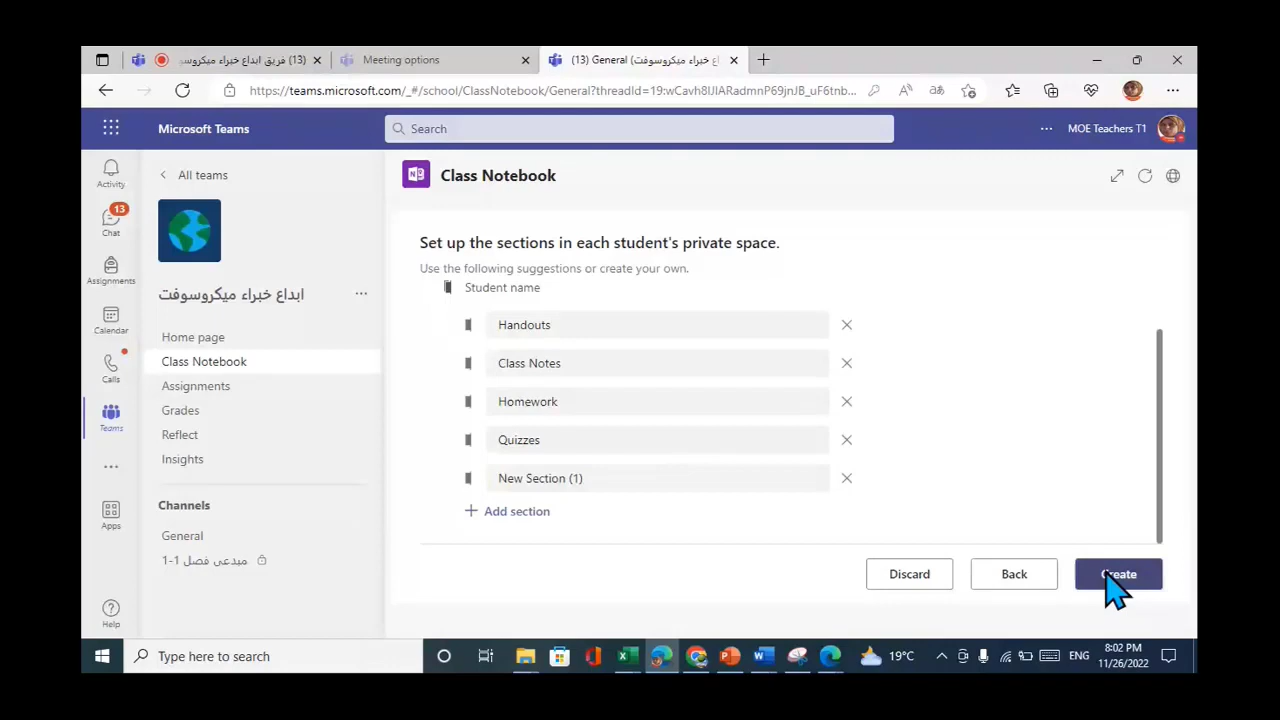 (13) فريق ابداع خبراء ميكروسو
Meeting options
(13) General (ابداع خبراء ميكروسوفت
https://teams.microsoft.com/_#/school/ClassNotebook/General?threadId=19:wCavh8IJIARadmnP69jnJB_uF6tnb...
Microsoft Teams
Search
MOE Teachers T1
Activity
All teams
Class Notebook
13
Chat
Set up the sections in each student's private space.
Use the following suggestions or create your own.
Assignments
Student name
ابداع خبراء ميكروسوفت
Handouts
Calendar
Home page
Class Notebook
Class Notes
Calls
Assignments
Homework
Grades
Teams
Reflect
Quizzes
Insights
New Section (1)
Channels
Add section
Apps
General
مبدعى فصل 1-1
Discard
Back
Create
Help
Type here to search
19°C
ENG
8:02 PM
11/26/2022